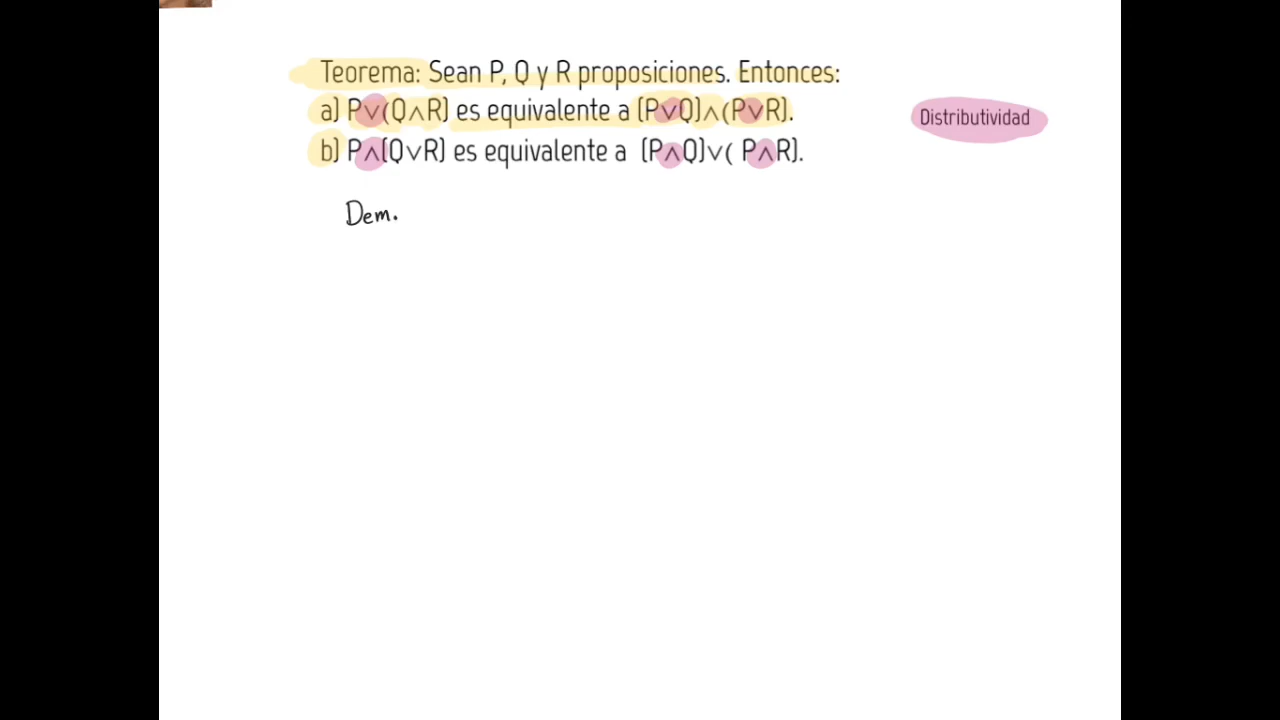 Teorema: Sean P, Q y R proposiciones. Entonces:
a) P∨(Q∧R) es equivalente a (P∨Q)∧(P∨R).
Distributividad
b) P∧(Q∨R) es equivalente a (P∧Q)∨( P∧R).
Dem.